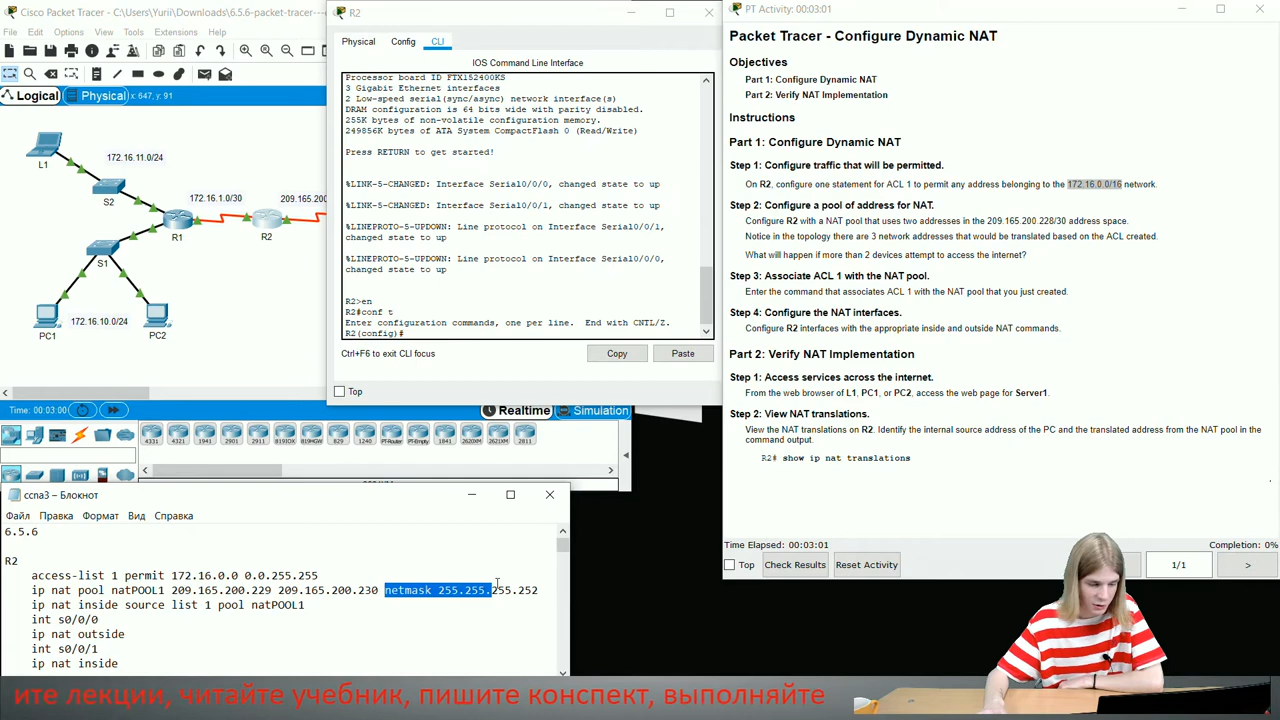 Cisco Packet Tracer - C:\Users\Yurii\Downloads\6.5.6-packet-tracer---
File Edit Options View Tools Extensions Help
Logical Physical x: 647, y: 91
L1
172.16.11.0/24
S2
172.16.1.0/30
209.165.200
R1
R2
S1
172.16.10.0/24
PC1
PC2
Time: 00:03:00
Realtime Simulation
4331 4321 1941 2901 2911 819IOX 819HGW 829 1240 PT-Router PT-Empty 1841 2620XM 2621XM 2811
R2
Physical Config CLI
IOS Command Line Interface
Processor board ID FTX152400KS
3 Gigabit Ethernet interfaces
2 Low-speed serial(sync/async) network interface(s)
DRAM configuration is 64 bits wide with parity disabled.
255K bytes of non-volatile configuration memory.
249856K bytes of ATA System CompactFlash 0 (Read/Write)
Press RETURN to get started!
%LINK-5-CHANGED: Interface Serial0/0/0, changed state to up
%LINK-5-CHANGED: Interface Serial0/0/1, changed state to up
%LINEPROTO-5-UPDOWN: Line protocol on Interface Serial0/0/1,
changed state to up
%LINEPROTO-5-UPDOWN: Line protocol on Interface Serial0/0/0,
changed state to up
R2>en
R2#conf t
Enter configuration commands, one per line. End with CNTL/Z.
R2(config)#
Ctrl+F6 to exit CLI focus
Copy Paste
Top
PT Activity: 00:03:01
Packet Tracer - Configure Dynamic NAT
Objectives
Part 1: Configure Dynamic NAT
Part 2: Verify NAT Implementation
Instructions
Part 1: Configure Dynamic NAT
Step 1: Configure traffic that will be permitted.
On R2, configure one statement for ACL 1 to permit any address belonging to the 172.16.0.0/16 network.
Step 2: Configure a pool of address for NAT.
Configure R2 with a NAT pool that uses two addresses in the 209.165.200.228/30 address space.
Notice in the topology there are 3 network addresses that would be translated based on the ACL created.
What will happen if more than 2 devices attempt to access the internet?
Step 3: Associate ACL 1 with the NAT pool.
Enter the command that associates ACL 1 with the NAT pool that you just created.
Step 4: Configure the NAT interfaces.
Configure R2 interfaces with the appropriate inside and outside NAT commands.
Part 2: Verify NAT Implementation
Step 1: Access services across the internet.
From the web browser of L1, PC1, or PC2, access the web page for Server1.
Step 2: View NAT translations.
View the NAT translations on R2. Identify the internal source address of the PC and the translated address from the NAT pool in the
command output.
R2# show ip nat translations
Time Elapsed: 00:03:01
Completion: 0%
Top Check Results Reset Activity 1/1 >
ccna3 – Блокнот
Файл Правка Формат Вид Справка
6.5.6
R2
access-list 1 permit 172.16.0.0 0.0.255.255
ip nat pool natPOOL1 209.165.200.229 209.165.200.230 netmask 255.255.255.252
ip nat inside source list 1 pool natPOOL1
int s0/0/0
ip nat outside
int s0/0/1
ip nat inside
ите лекции, читайте учебник, пишите конспект, выполняйте